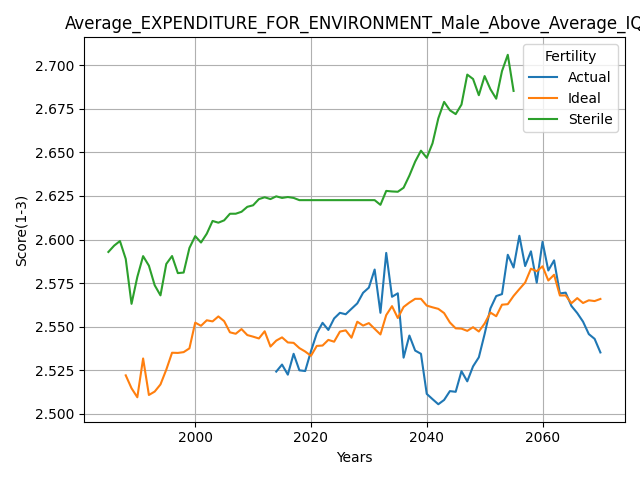 Average_EXPENDITURE_FOR_ENVIRONMENT_Male_Above_Average_IQ
Fertility
Actual
Ideal
Sterile
2.700
2.675
2.650
2.625
2.600
2.575
2.550
2.525
2.500
Score(1-3)
2000
2020
2040
2060
Years